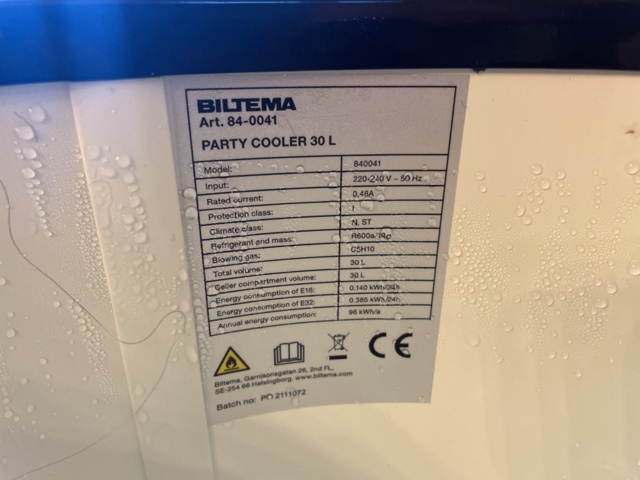 BILTEMA
Art. 84-0041
PARTY COOLER 30 L
Model: 840041
Input: 220-240 V ~ 50 Hz
Rated current: 0,48A
Protection class: I
Climate class: N, ST
Refrigerant and mass: R600a/
Blowing gas: C5H10
Total volume: 30 L
Celler compartment volume: 30 L
Energy consumption of E16: 0.140 kWh/24h
Energy consumption of E32: 0.385 kWh/24h
Annual energy consumption: 96 kWh/a
CE
Biltema, Garnisonsgatan 26, 2nd FL,
SE-254 66 Helsingborg. www.biltema.com
Batch no: PO 2111072